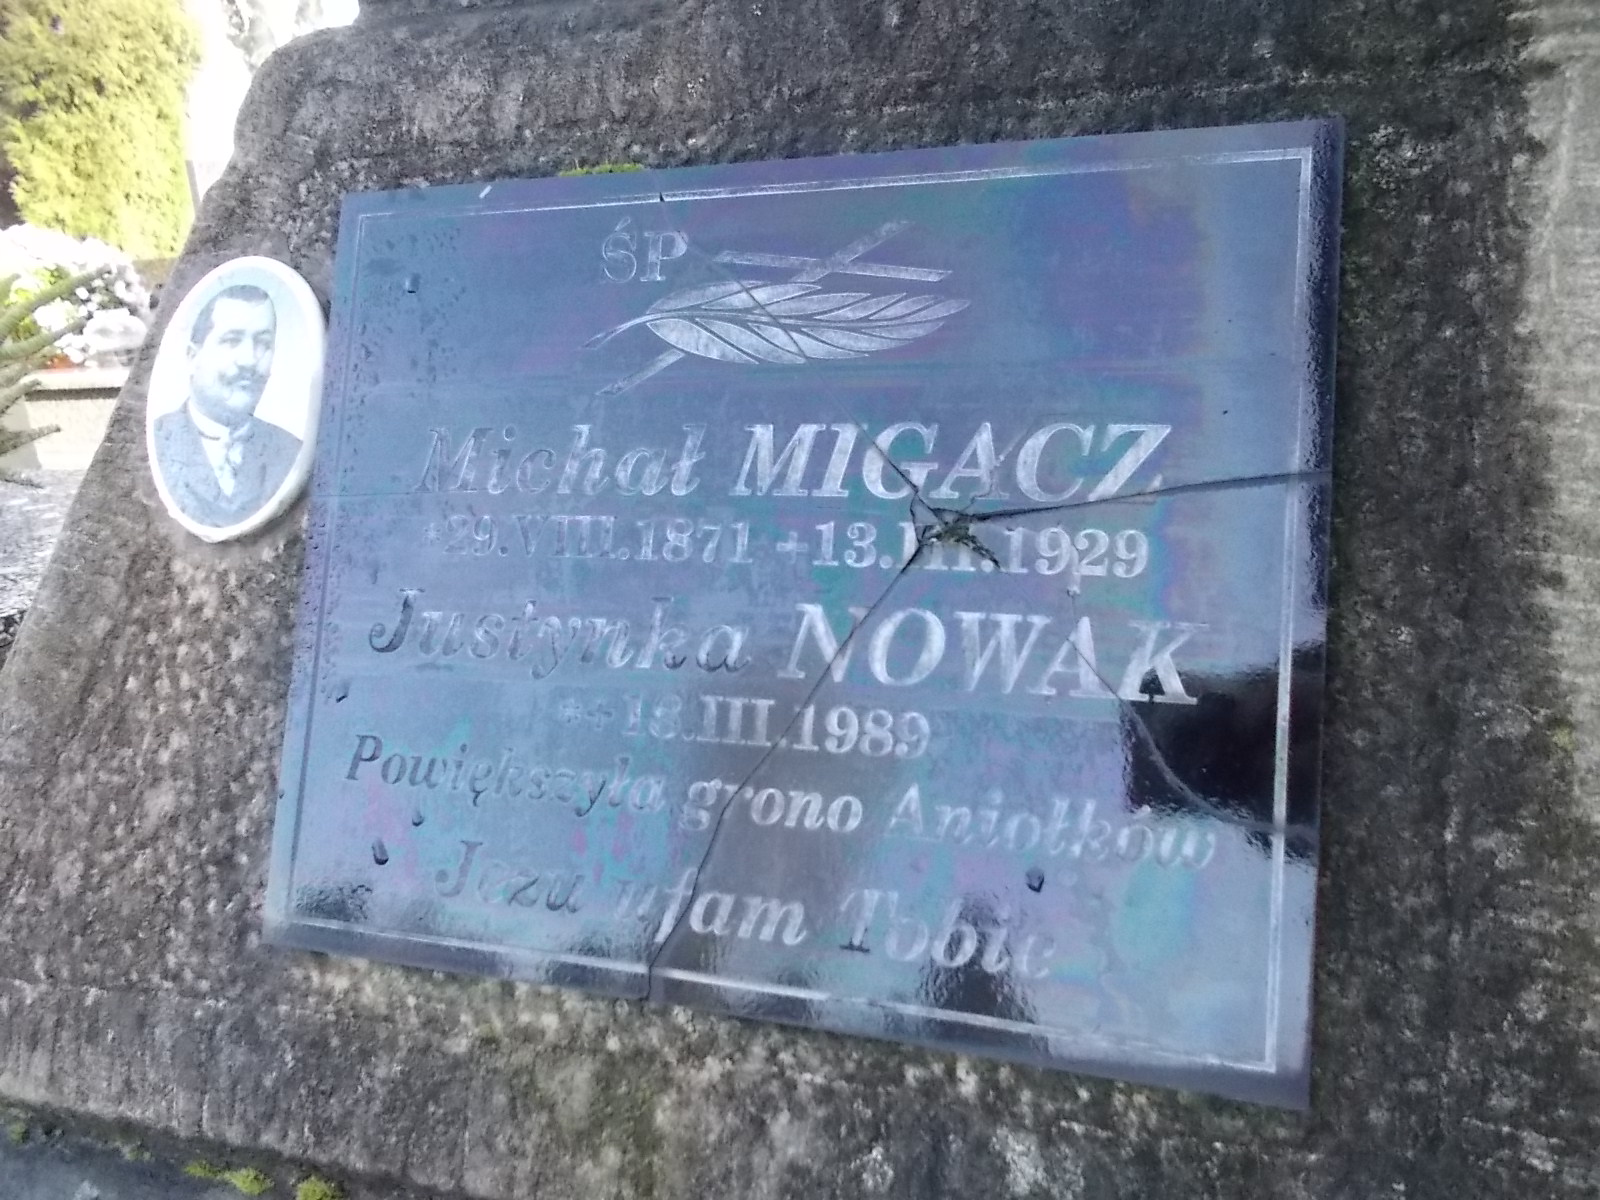 ŚP
Michał MIGACZ
*29.VIII.1871 +13.III.1929
Justynka NOWAK
*+18.III.1989
Powiększyła grono Aniołków
Jezu ufam Tobie